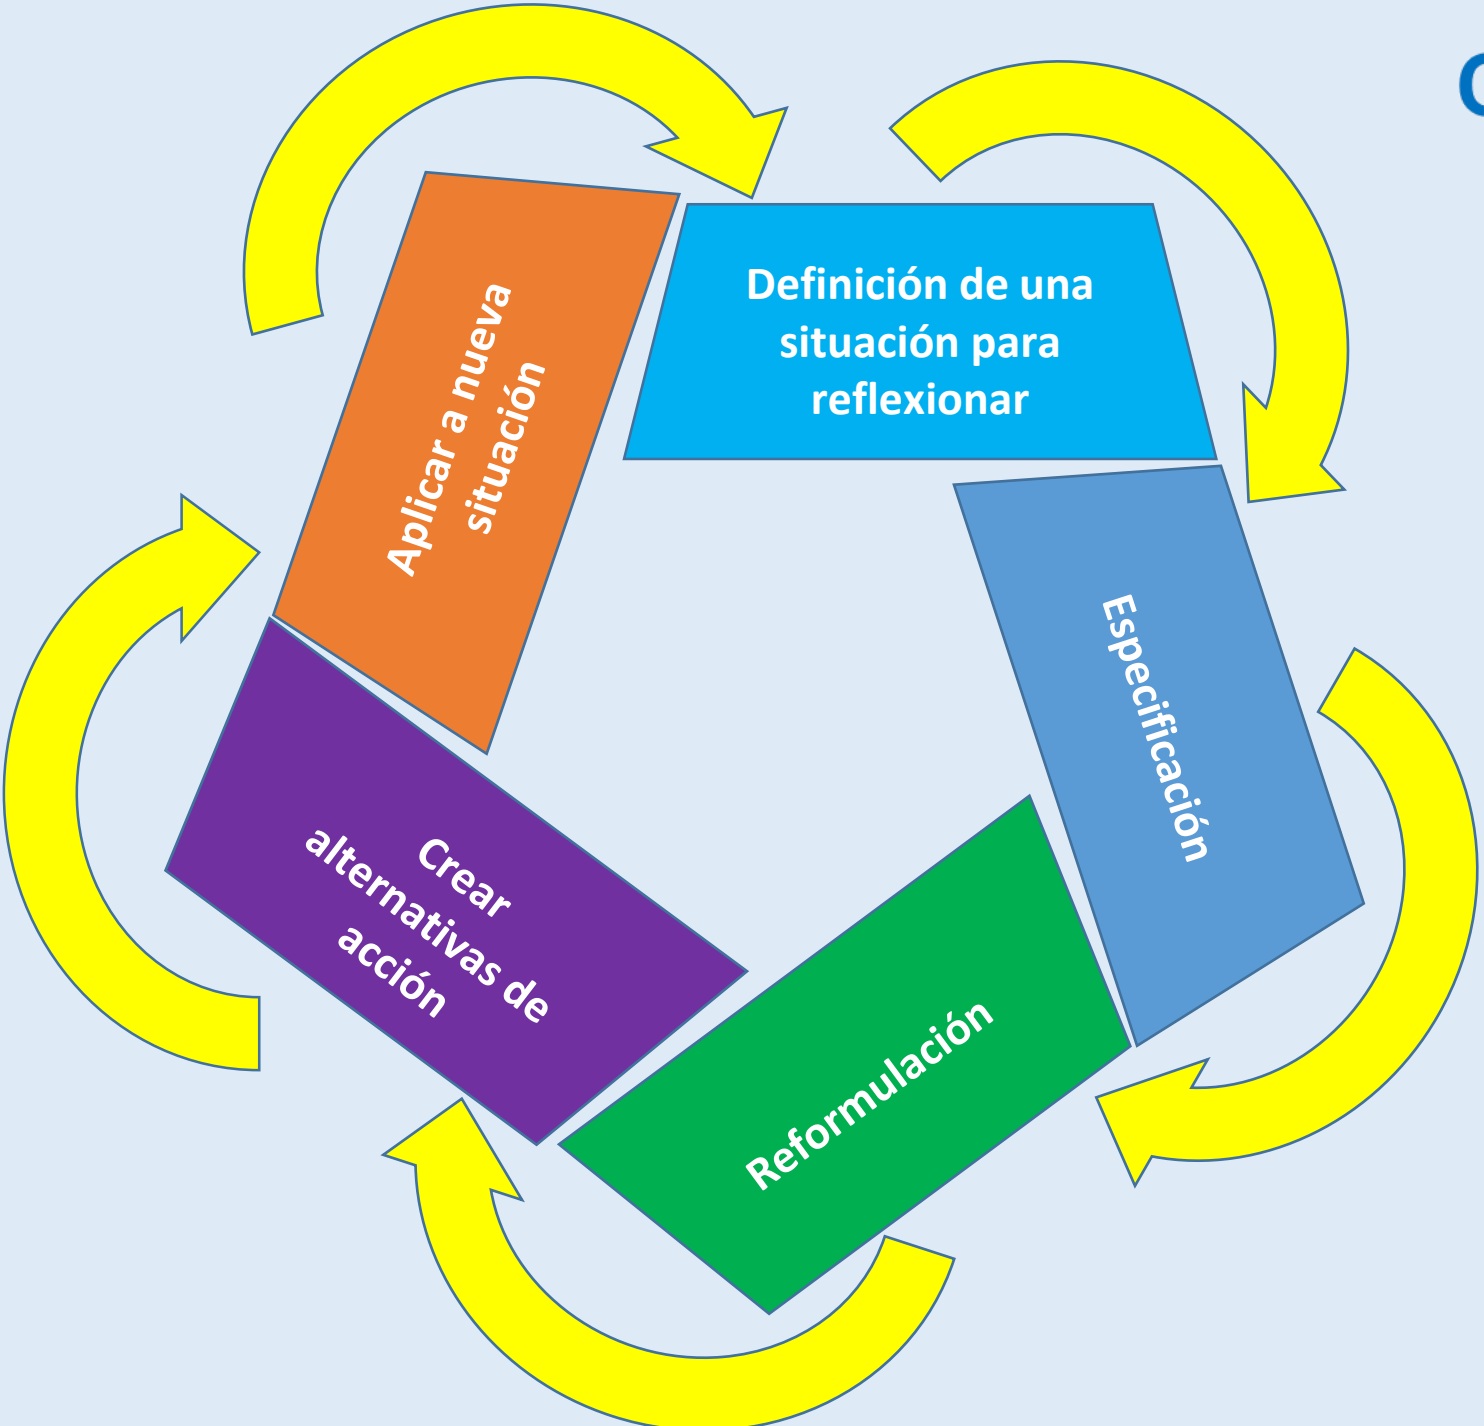 Definición de una
situación para
reflexionar
Especificación
Reformulación
Crear
alternativas de
acción
Aplicar a nueva
situación